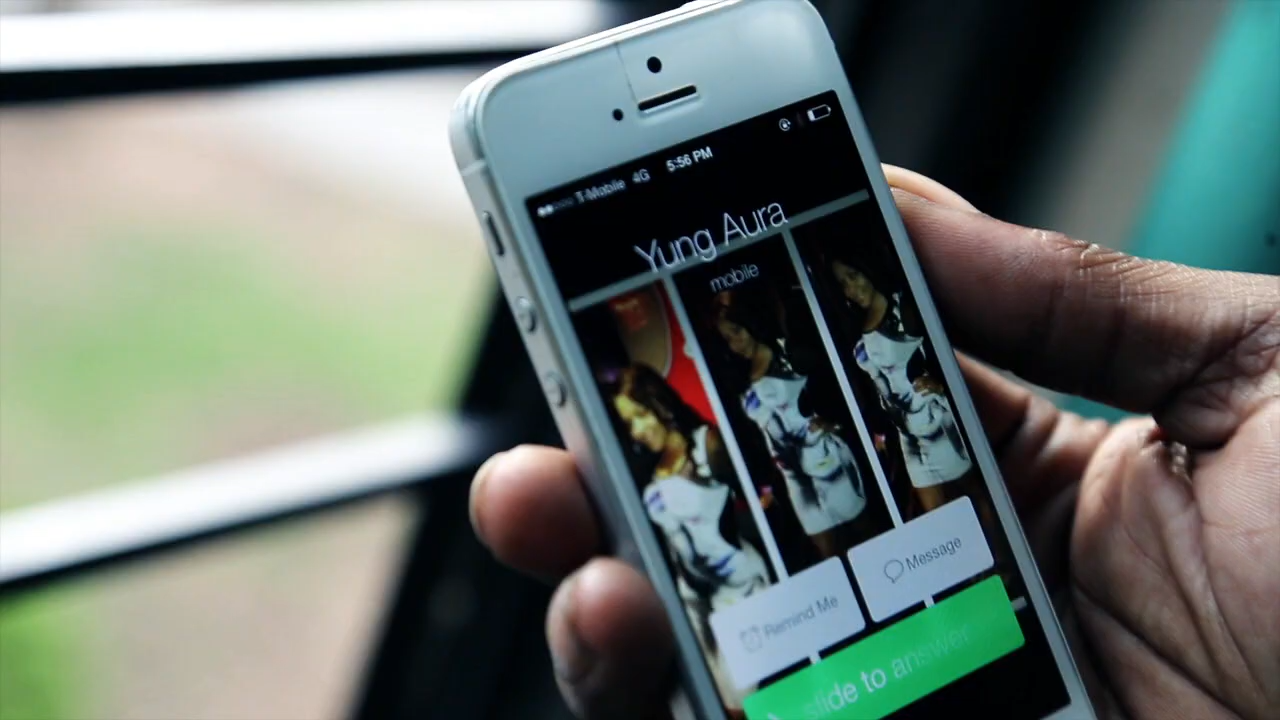 T-Mobile 4G 5:56 PM
Yung Aura
mobile
Remind Me
Message
slide to answer